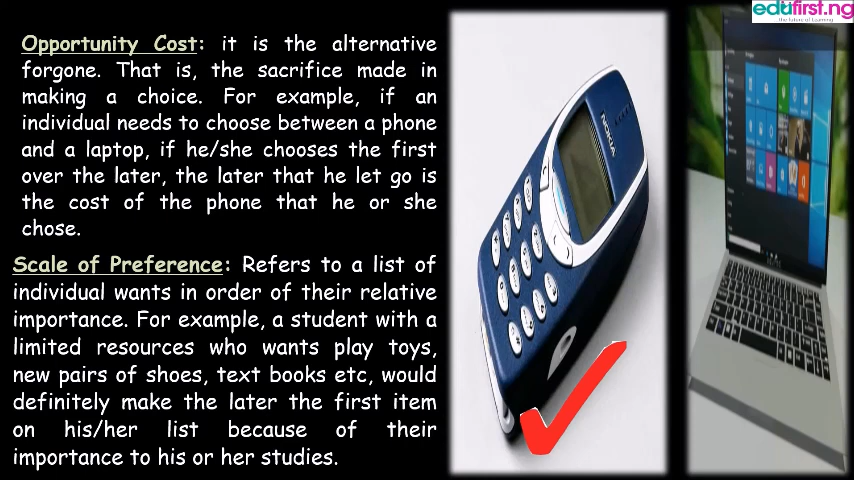 edufirst.ng
the future of Learning
Opportunity Cost: it is the alternative
forgone. That is, the sacrifice made in
making a choice. For example, if an
individual needs to choose between a phone
and a laptop, if he/she chooses the first
over the later, the later that he let go is
the cost of the phone that he or she
chose.
Scale of Preference: Refers to a list of
individual wants in order of their relative
importance. For example, a student with a
limited resources who wants play toys,
new pairs of shoes, text books etc, would
definitely make the later the first item
on his/her list because of their
importance to his or her studies.
NOKIA